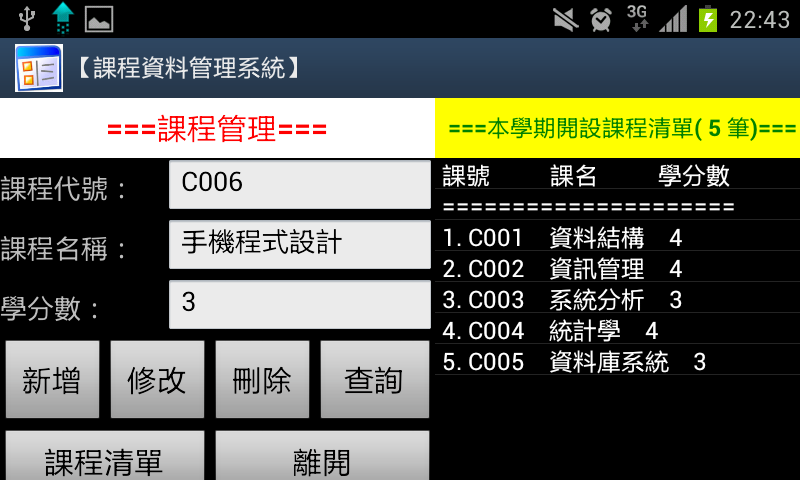 3G
22:43
【課程資料管理系統】
===課程管理===
課程代號：
C006
課程名稱：
手機程式設計
學分數：
3
新增 修改 刪除 查詢
課程清單 離開
===本學期開設課程清單( 5 筆)===
課號 課名 學分數
=====================
1. C001 資料結構 4
2. C002 資訊管理 4
3. C003 系統分析 3
4. C004 統計學 4
5. C005 資料庫系統 3